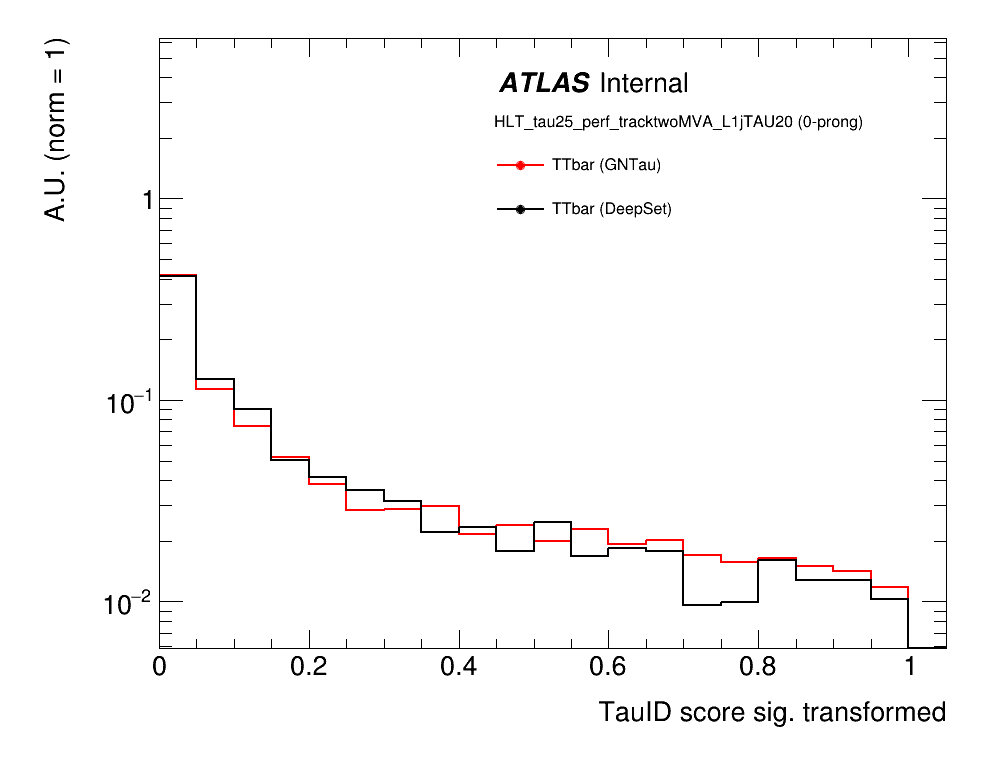 A.U. (norm = 1)
ATLAS Internal
HLT_tau25_perf_tracktwoMVA_L1jTAU20 (0-prong)
TTbar (GNTau)
TTbar (DeepSet)
1
10⁻¹
10⁻²
0 0.2 0.4 0.6 0.8 1
TauID score sig. transformed